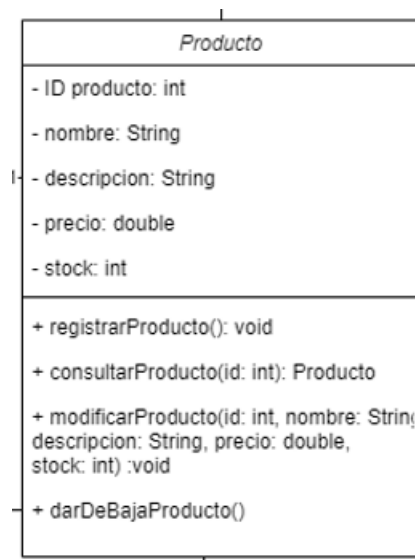 Producto
- ID producto: int
- nombre: String
- descripcion: String
- precio: double
- stock: int
+ registrarProducto(): void
+ consultarProducto(id: int): Producto
+ modificarProducto(id: int, nombre: String
descripcion: String, precio: double,
stock: int) :void
+ darDeBajaProducto()